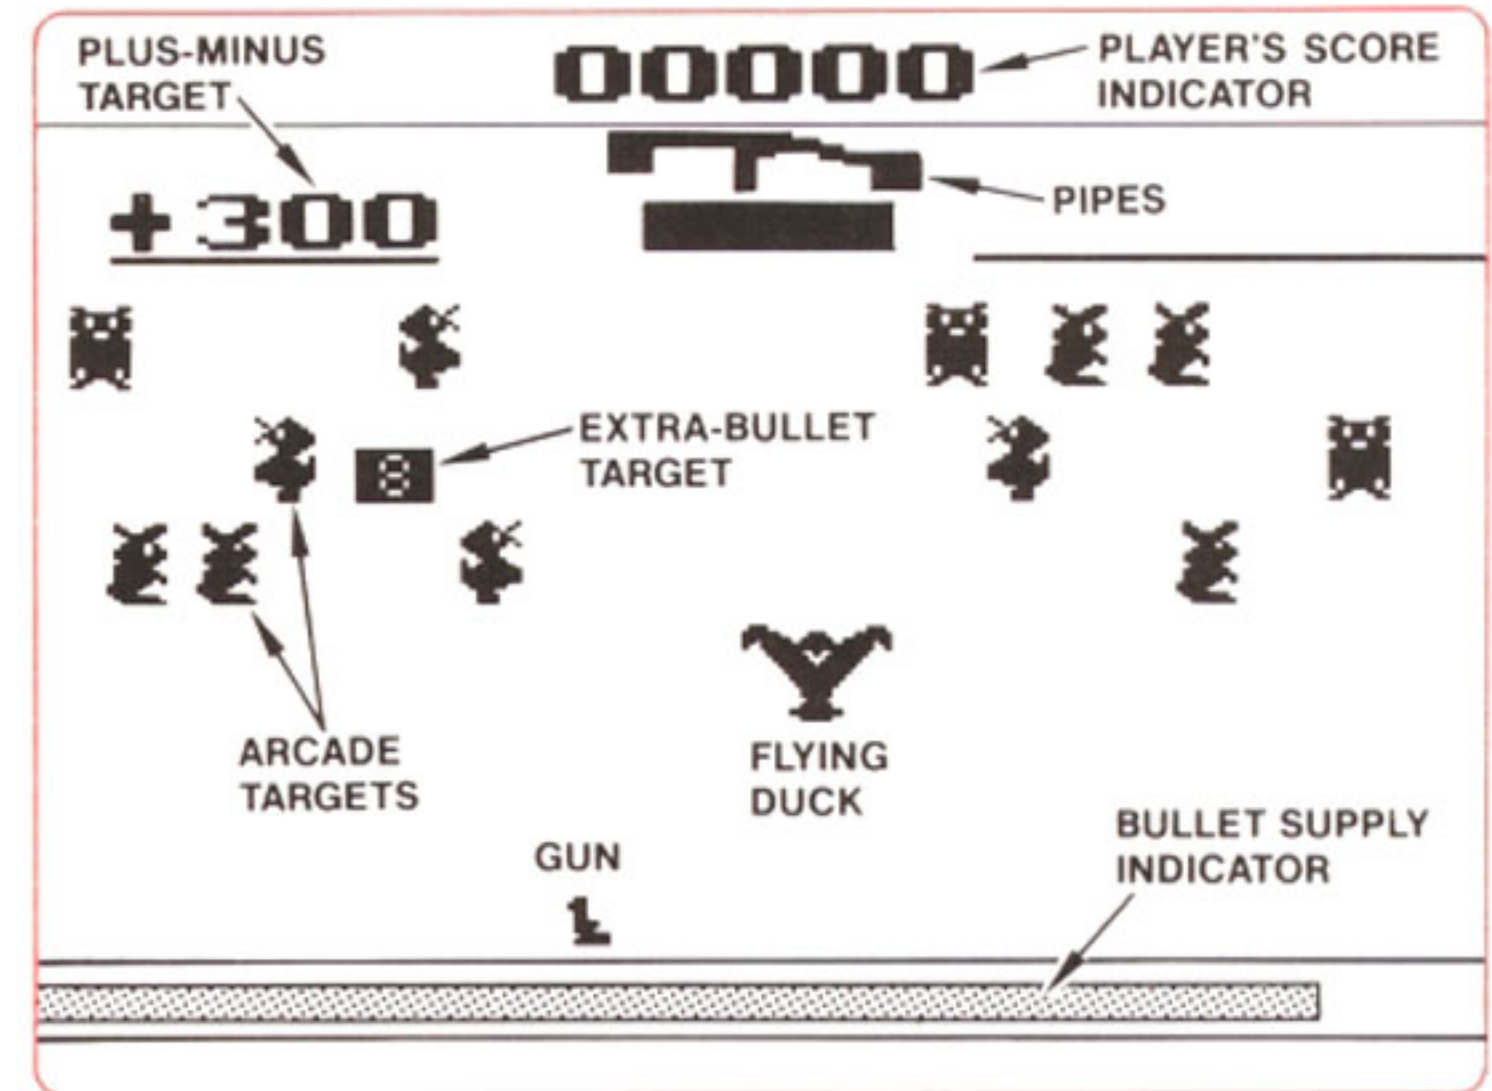 PLUS-MINUS
TARGET
00000
PLAYER'S SCORE
INDICATOR
PIPES
+300
EXTRA-BULLET
TARGET
8
ARCADE
TARGETS
FLYING
DUCK
GUN
BULLET SUPPLY
INDICATOR